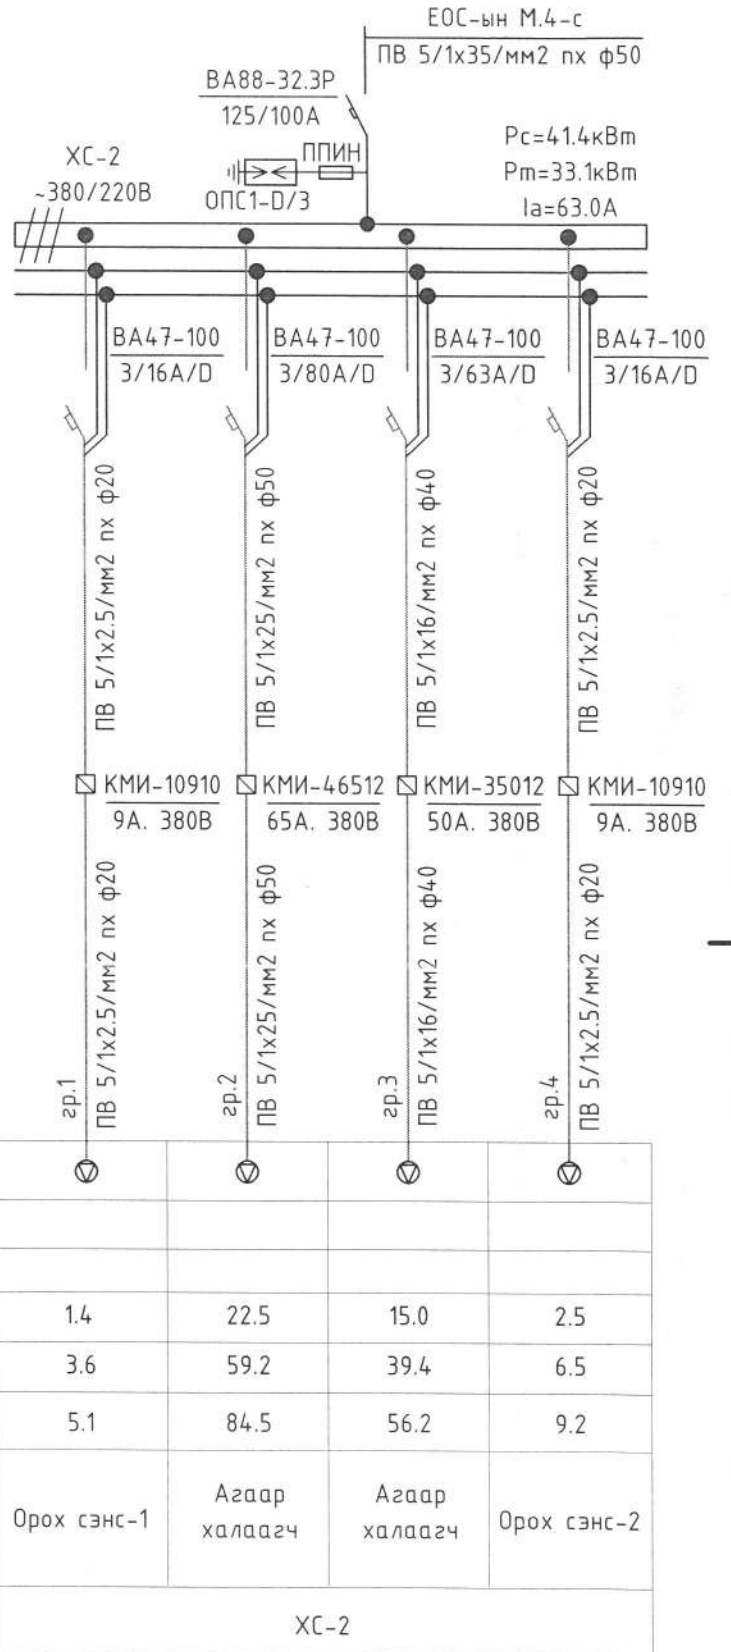 ЕОС-ын М.4-с
ПВ 5/1х35/мм2 пх ф50
ВА88-32.3Р
125/100А
Рс=41.4кВт
Рт=33.1кВт
Iа=63.0А
ППИН
ОПС1-D/3
ХС-2
~380/220В
ВА47-100
3/16А/D
ВА47-100
3/80А/D
ВА47-100
3/63А/D
ВА47-100
3/16А/D
ПВ 5/1х2.5/мм2 пх ф20
ПВ 5/1х25/мм2 пх ф50
ПВ 5/1х16/мм2 пх ф40
ПВ 5/1х2.5/мм2 пх ф20
КМИ-10910
9А. 380В
КМИ-46512
65А. 380В
КМИ-35012
50А. 380В
КМИ-10910
9А. 380В
гр.1
ПВ 5/1х2.5/мм2 пх ф20
гр.2
ПВ 5/1х25/мм2 пх ф50
гр.3
ПВ 5/1х16/мм2 пх ф40
гр.4
ПВ 5/1х2.5/мм2 пх ф20
1.4 22.5 15.0 2.5
3.6 59.2 39.4 6.5
5.1 84.5 56.2 9.2
Орох сэнс-1
Агаар
халаагч
Агаар
халаагч
Орох сэнс-2
ХС-2